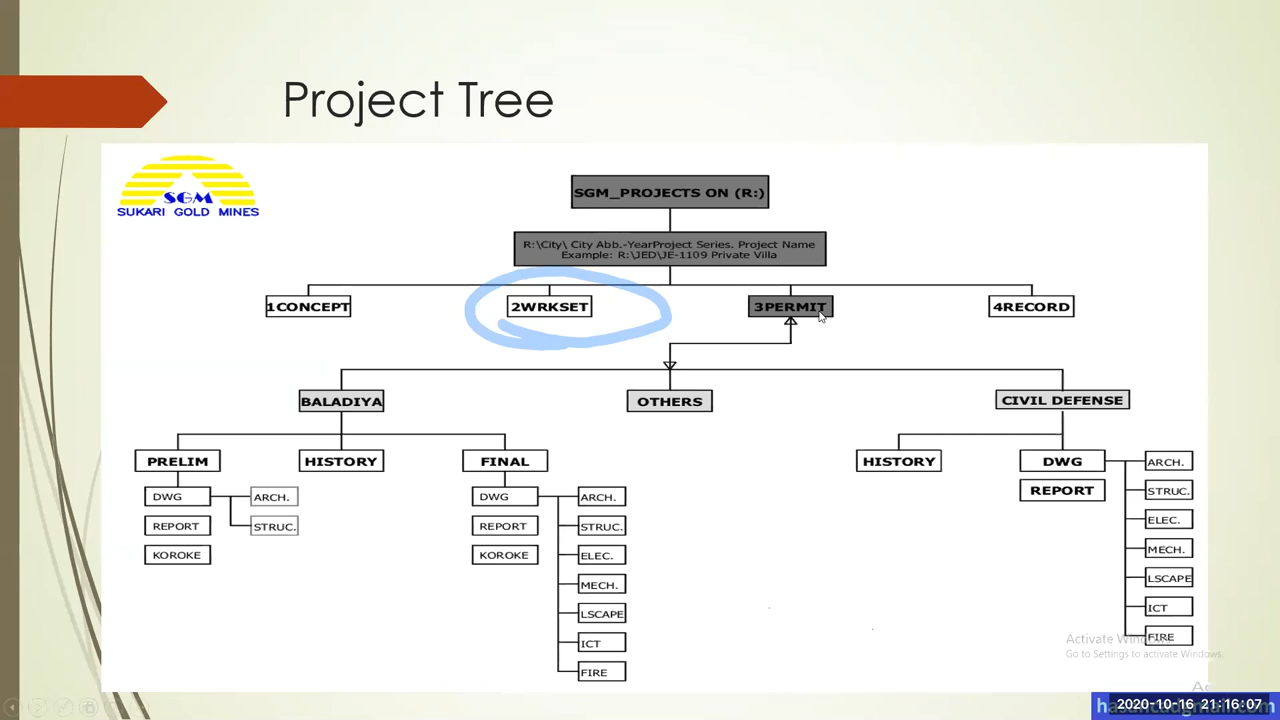 Project Tree
SGM
SUKARI GOLD MINES
SGM_PROJECTS ON (R:)
R:\City\ City Abb.-YearProject Series. Project Name
Example: R:\JED\JE-1109 Private Villa
1CONCEPT
2WRKSET
3PERMIT
4RECORD
BALADIYA
OTHERS
CIVIL DEFENSE
PRELIM
HISTORY
FINAL
HISTORY
DWG
REPORT
DWG
REPORT
KOROKE
ARCH.
STRUC.
DWG
REPORT
KOROKE
ARCH.
STRUC.
ELEC.
MECH.
LSCAPE
ICT
FIRE
ARCH.
STRUC.
ELEC.
MECH.
LSCAPE
ICT
FIRE
Activate Windows
Go to Settings to activate Windows.
2020-10-16 21:16:07